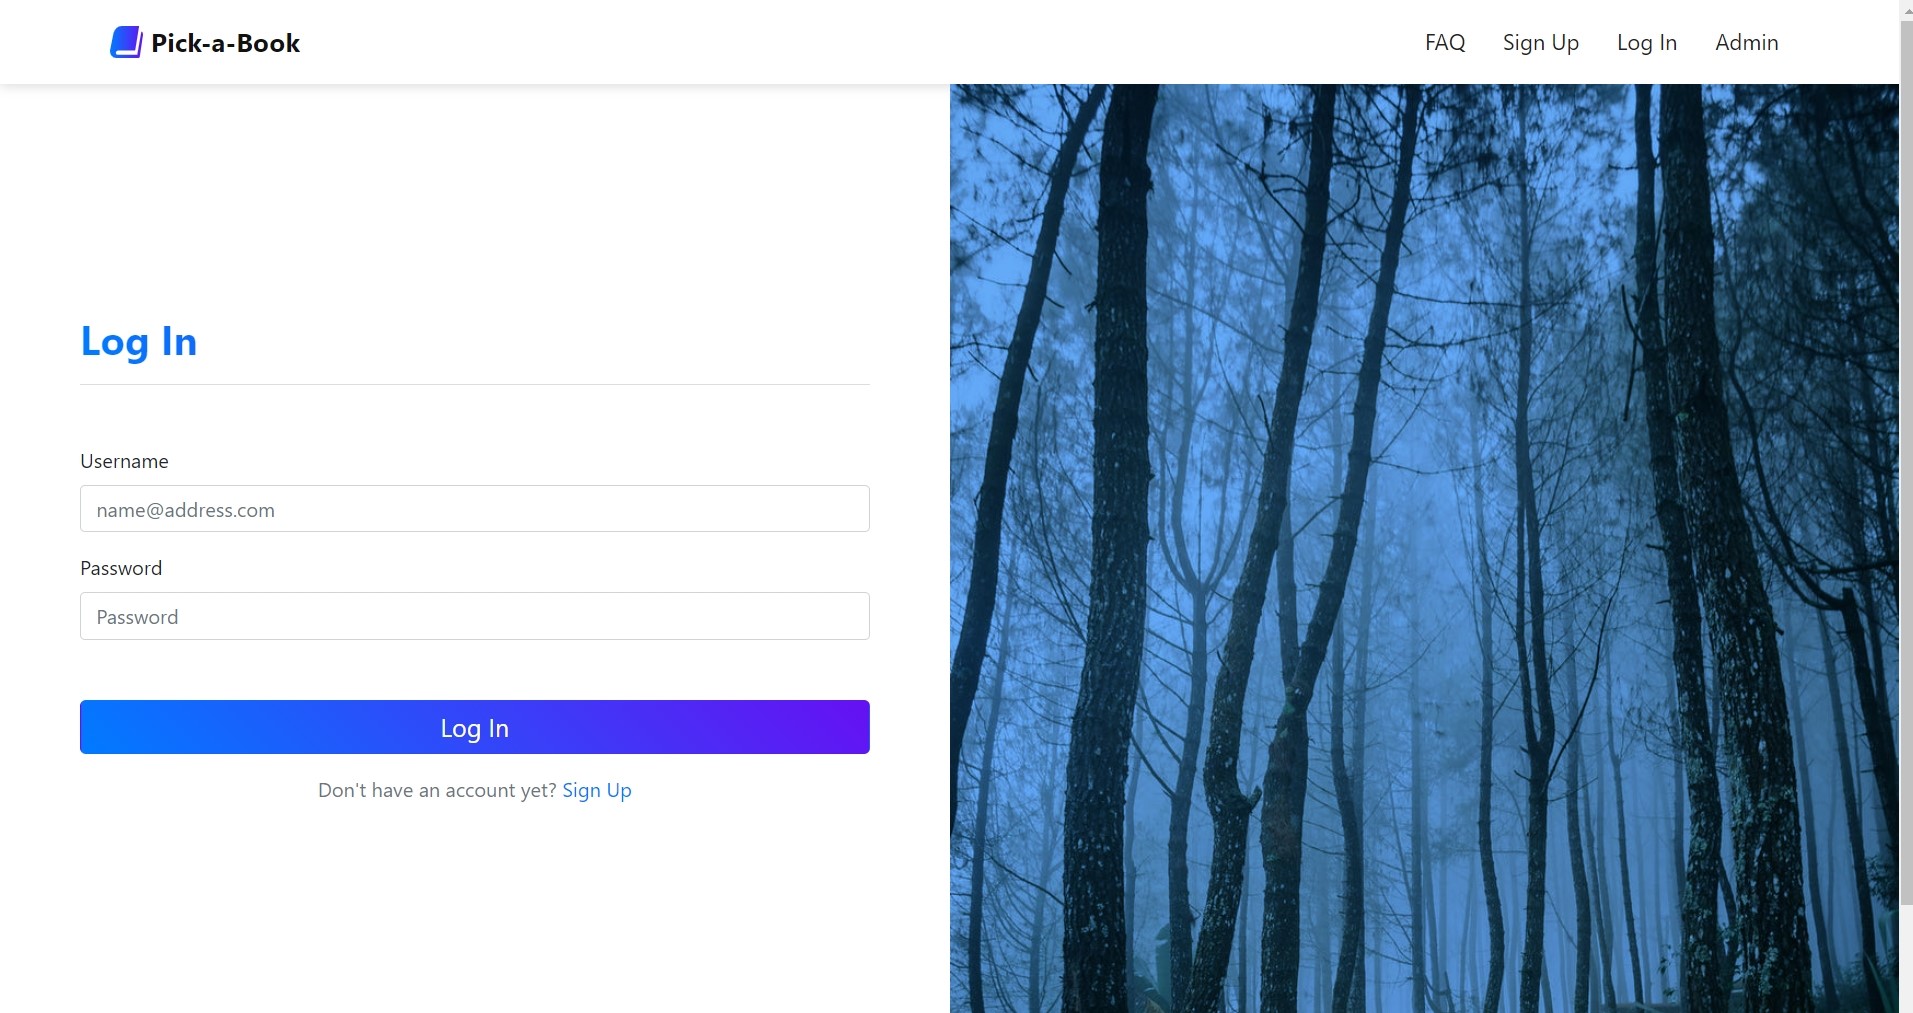 Pick-a-Book
FAQ
Sign Up
Log In
Admin
Log In
Username
name@address.com
Password
Password
Log In
Don't have an account yet? Sign Up